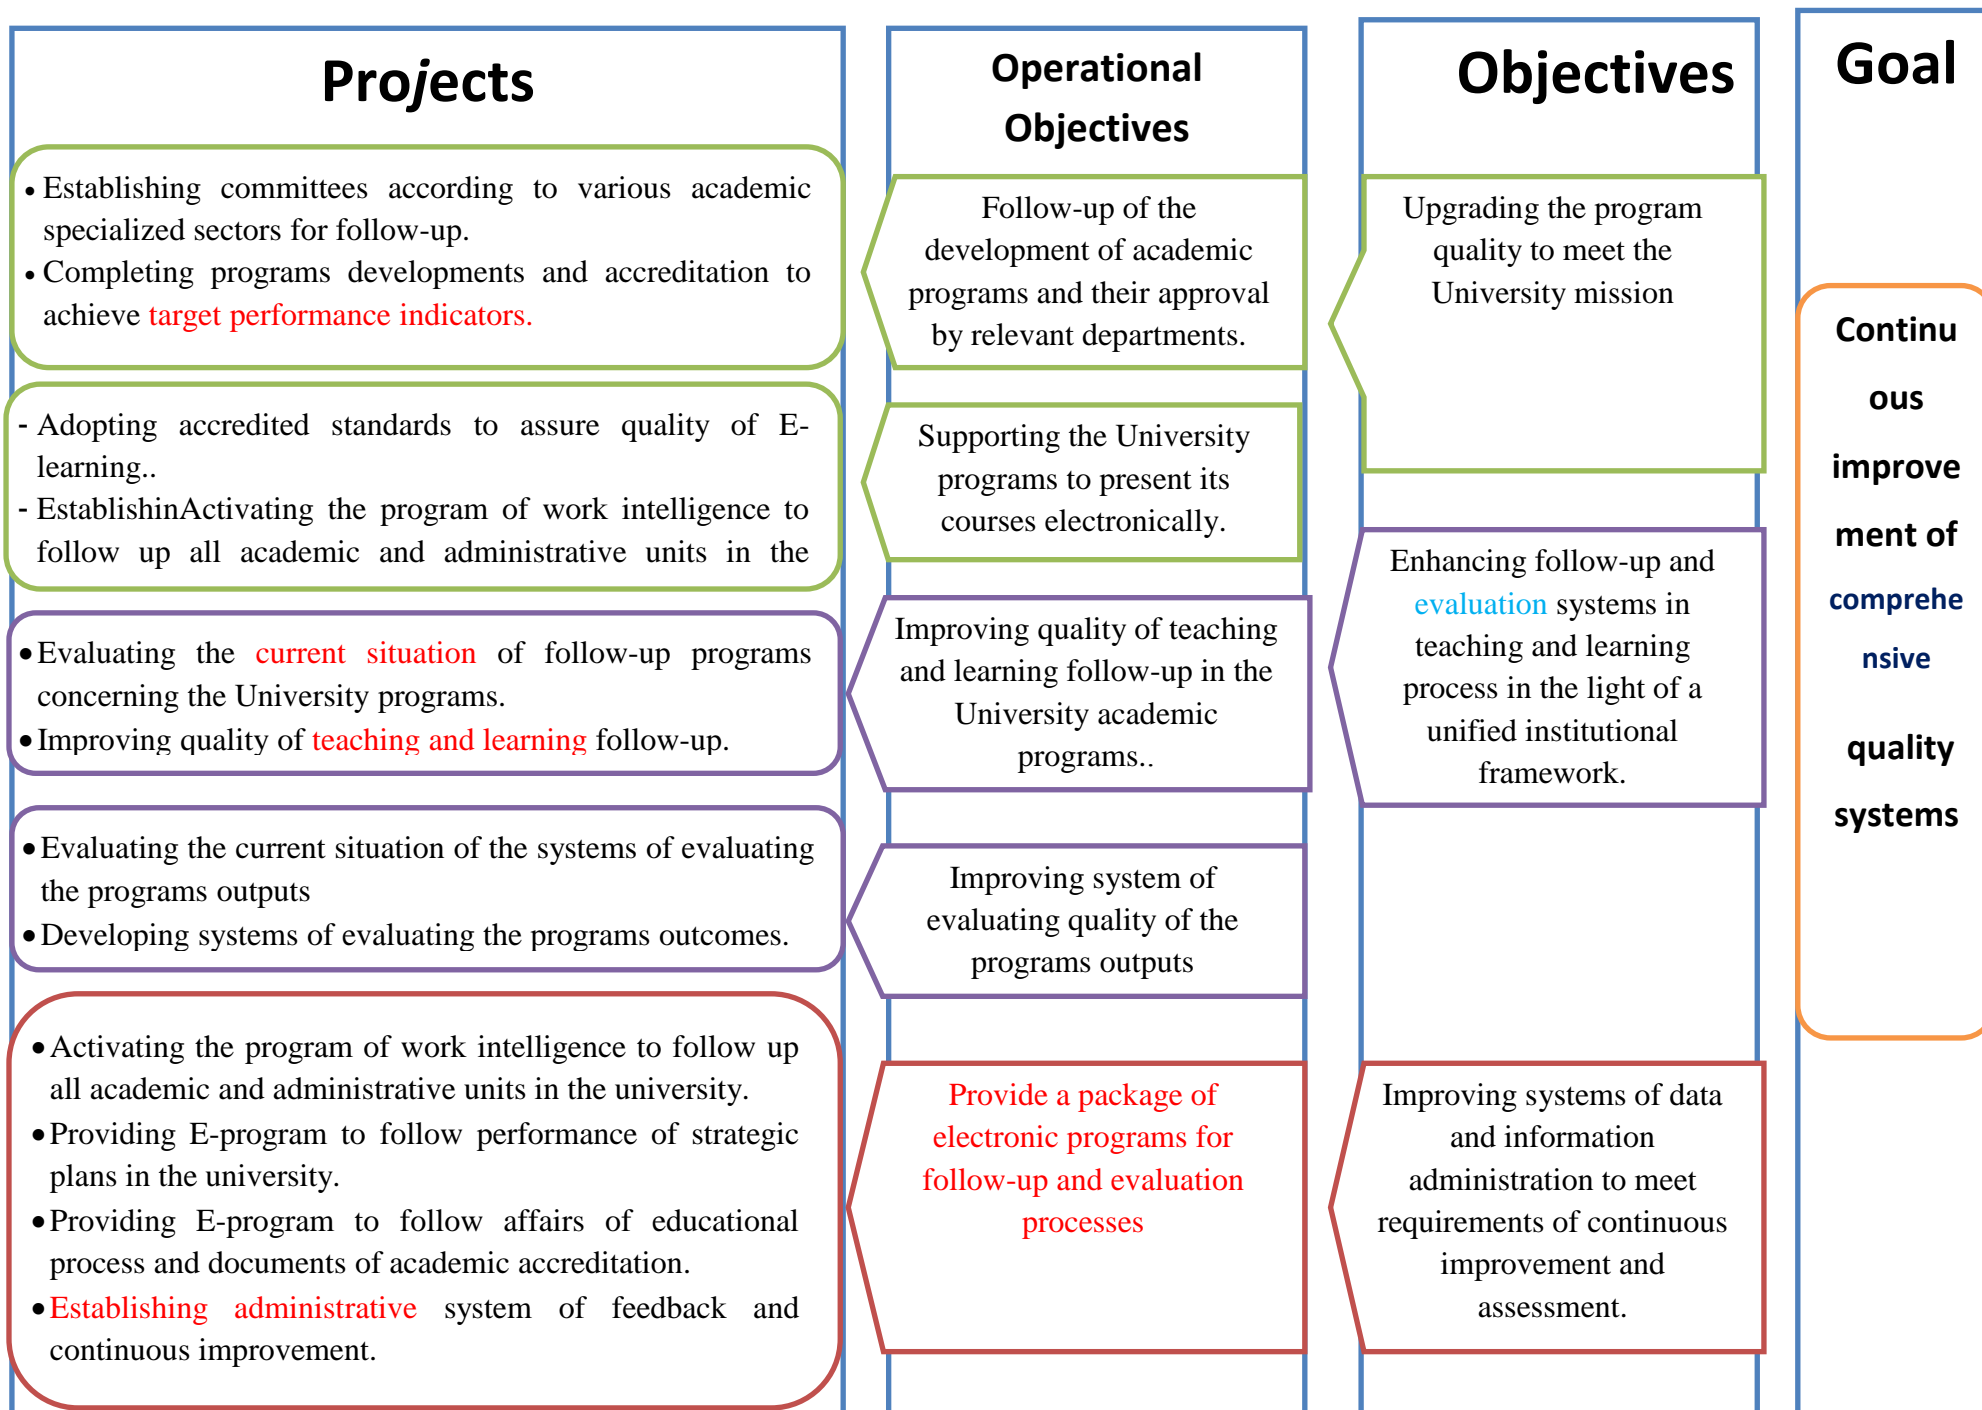 Projects
• Establishing committees according to various academic
specialized sectors for follow-up.
• Completing programs developments and accreditation to
achieve target performance indicators.
- Adopting accredited standards to assure quality of E-
learning..
- EstablishinActivating the program of work intelligence to
follow up all academic and administrative units in the
• Evaluating the current situation of follow-up programs
concerning the University programs.
• Improving quality of teaching and learning follow-up.
• Evaluating the current situation of the systems of evaluating
the programs outputs
• Developing systems of evaluating the programs outcomes.
• Activating the program of work intelligence to follow up
all academic and administrative units in the university.
• Providing E-program to follow performance of strategic
plans in the university.
• Providing E-program to follow affairs of educational
process and documents of academic accreditation.
• Establishing administrative system of feedback and
continuous improvement.
Operational
Objectives
Follow-up of the
development of academic
programs and their approval
by relevant departments.
Supporting the University
programs to present its
courses electronically.
Improving quality of teaching
and learning follow-up in the
University academic
programs..
Improving system of
evaluating quality of the
programs outputs
Provide a package of
electronic programs for
follow-up and evaluation
processes
Objectives
Upgrading the program
quality to meet the
University mission
Enhancing follow-up and
evaluation systems in
teaching and learning
process in the light of a
unified institutional
framework.
Improving systems of data
and information
administration to meet
requirements of continuous
improvement and
assessment.
Goal
Continu
ous
improve
ment of
comprehe
nsive
quality
systems